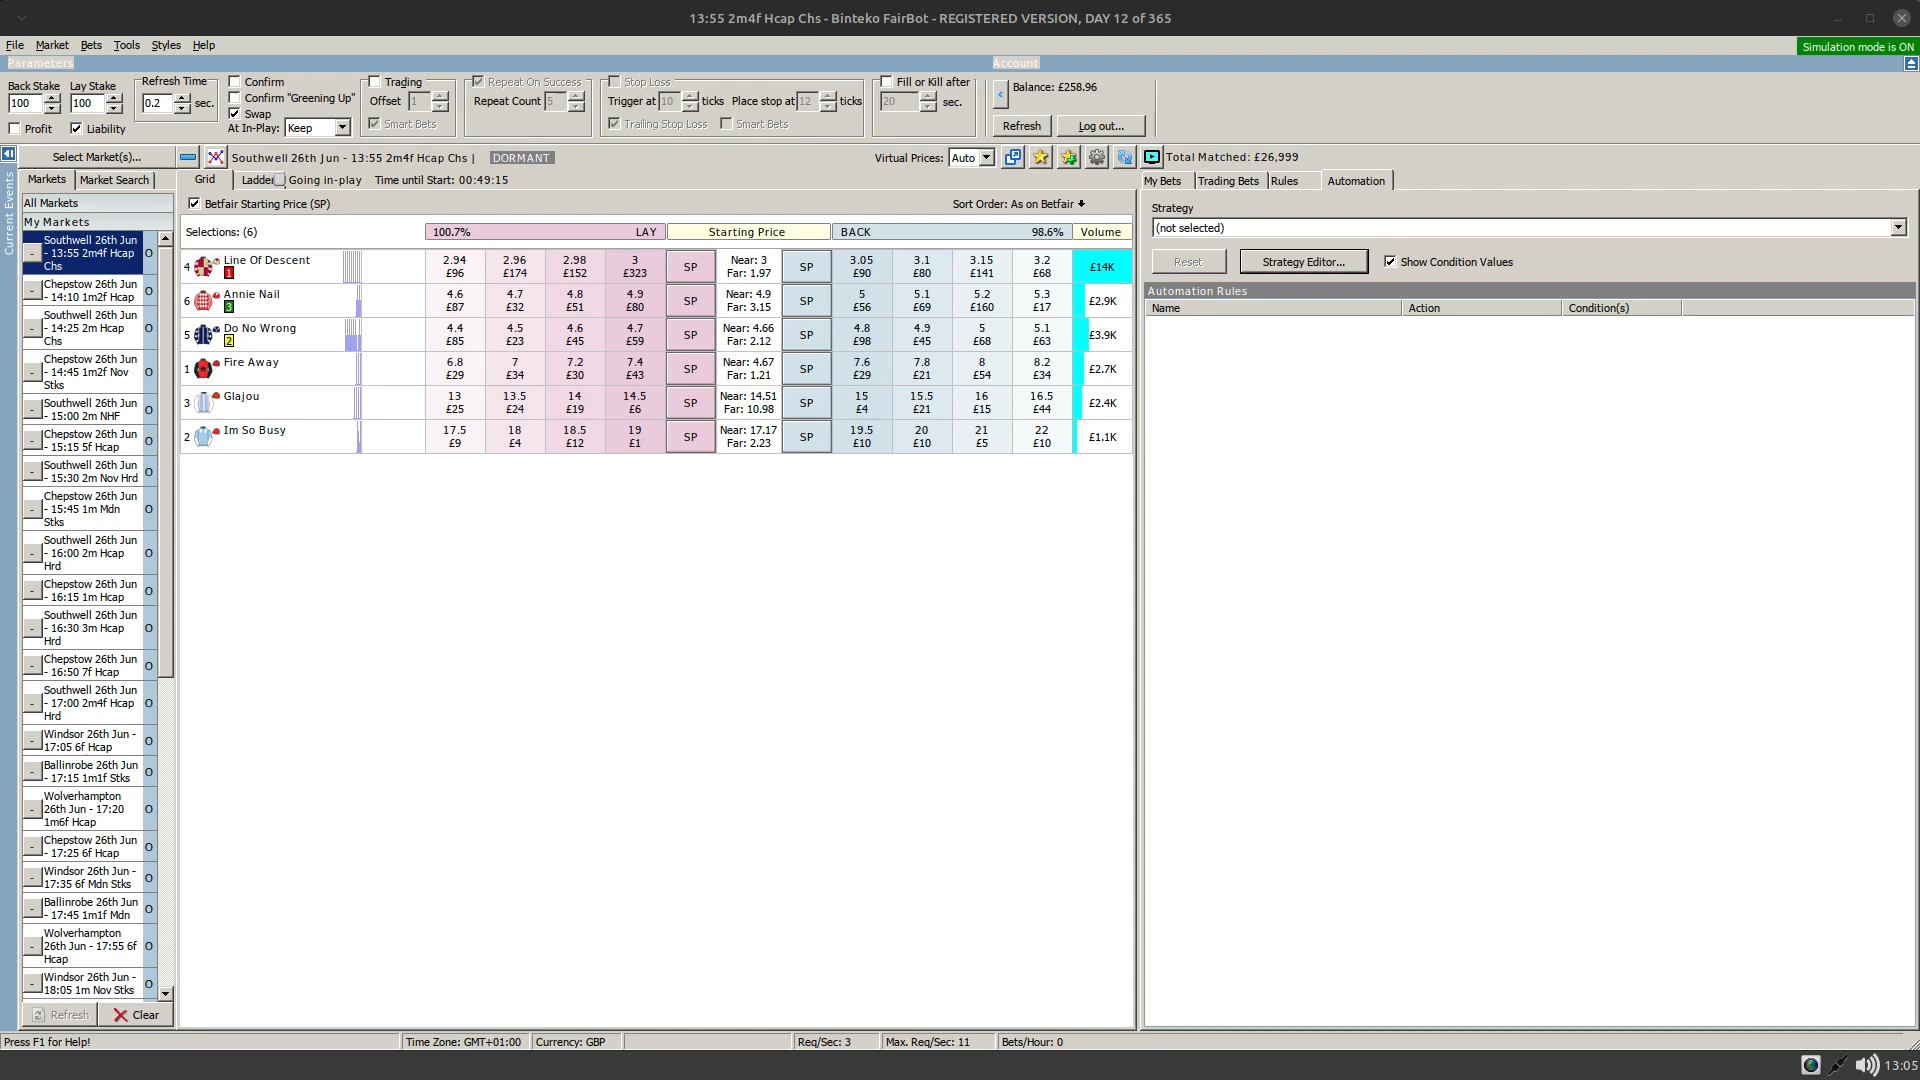 13:55 2m4f Hcap Chs - Binteko FairBot - REGISTERED VERSION, DAY 12 of 365
File Market Bets Tools Styles Help
Simulation mode is ON
Parameters
Account
Back Stake Lay Stake
100 100
Profit Liability
Refresh Time
0.2 sec.
Confirm
Confirm "Greening Up"
Swap
At In-Play: Keep
Trading
Offset 1
Smart Bets
Repeat On Success
Repeat Count 5
Stop Loss
Trigger at 10 ticks Place stop at 12 ticks
Trailing Stop Loss Smart Bets
Fill or Kill after
20 sec.
<
Balance: £258.96
Refresh Log out...
Current Events
Select Market(s)...
Southwell 26th Jun - 13:55 2m4f Hcap Chs | DORMANT
Virtual Prices: Auto
Total Matched: £26,999
Markets Market Search
Grid Ladder Going in-play Time until Start: 00:49:15
My Bets Trading Bets Rules Automation
All Markets
My Markets
- Southwell 26th Jun - 13:55 2m4f Hcap Chs O
- Chepstow 26th Jun - 14:10 1m2f Hcap O
- Southwell 26th Jun - 14:25 2m Hcap Chs O
- Chepstow 26th Jun - 14:45 1m2f Nov Stks O
- Southwell 26th Jun - 15:00 2m NHF O
- Chepstow 26th Jun - 15:15 5f Hcap O
- Southwell 26th Jun - 15:30 2m Nov Hrd O
- Chepstow 26th Jun - 15:45 1m Mdn Stks O
- Southwell 26th Jun - 16:00 2m Hcap Hrd O
- Chepstow 26th Jun - 16:15 1m Hcap O
- Southwell 26th Jun - 16:30 3m Hcap Hrd O
- Chepstow 26th Jun - 16:50 7f Hcap O
- Southwell 26th Jun - 17:00 2m4f Hcap Hrd O
- Windsor 26th Jun - 17:05 6f Hcap O
- Ballinrobe 26th Jun - 17:15 1m1f Stks O
- Wolverhampton 26th Jun - 17:20 1m6f Hcap O
- Chepstow 26th Jun - 17:25 6f Hcap O
- Windsor 26th Jun - 17:35 6f Mdn Stks O
- Ballinrobe 26th Jun - 17:45 1m1f Mdn O
- Wolverhampton 26th Jun - 17:55 6f Hcap O
- Windsor 26th Jun - 18:05 1m Nov Stks O
Refresh Clear
Betfair Starting Price (SP)
Sort Order: As on Betfair
Selections: (6) 100.7% LAY Starting Price BACK 98.6% Volume
4 Line Of Descent 2.94 2.96 2.98 3 SP Near: 3 SP 3.05 3.1 3.15 3.2 £14K
1 £96 £174 £152 £323 Far: 1.97 £90 £80 £141 £68
6 Annie Nail 4.6 4.7 4.8 4.9 SP Near: 4.9 SP 5 5.1 5.2 5.3 £2.9K
3 £87 £32 £51 £80 Far: 3.15 £56 £69 £160 £17
5 Do No Wrong 4.4 4.5 4.6 4.7 SP Near: 4.66 SP 4.8 4.9 5 5.1 £3.9K
2 £85 £23 £45 £59 Far: 2.12 £98 £45 £68 £63
1 Fire Away 6.8 7 7.2 7.4 SP Near: 4.67 SP 7.6 7.8 8 8.2 £2.7K
£29 £34 £30 £43 Far: 1.21 £29 £21 £54 £34
3 Glajou 13 13.5 14 14.5 SP Near: 14.51 SP 15 15.5 16 16.5 £2.4K
£25 £24 £19 £6 Far: 10.98 £4 £21 £15 £44
2 Im So Busy 17.5 18 18.5 19 SP Near: 17.17 SP 19.5 20 21 22 £1.1K
£9 £4 £12 £1 Far: 2.23 £10 £10 £5 £10
Strategy
(not selected)
Reset Strategy Editor... Show Condition Values
Automation Rules
Name Action Condition(s)
Press F1 for Help! Time Zone: GMT+01:00 Currency: GBP Req/Sec: 3 Max. Req/Sec: 11 Bets/Hour: 0
13:05